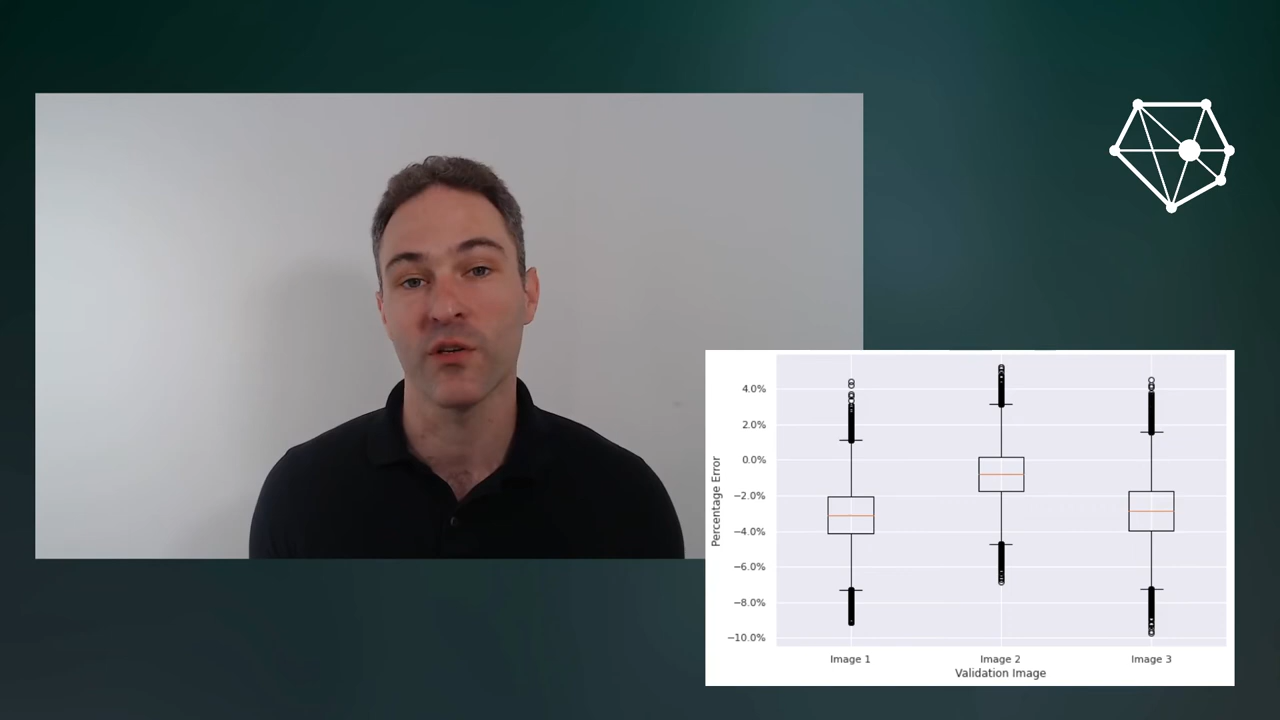 4.0%
2.0%
0.0%
−2.0%
−4.0%
−6.0%
−8.0%
−10.0%
Percentage Error
Image 1 Image 2 Image 3
Validation Image